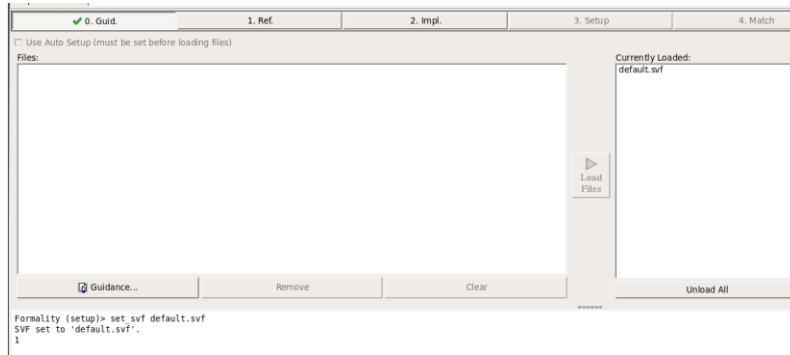 0. Guid.
1. Ref.
2. Impl.
3. Setup
4. Match
Use Auto Setup (must be set before loading files)
Files:
Currently Loaded:
default.svf
Load
Files
Guidance...
Remove
Clear
Unload All
Formality (setup)> set_svf default.svf
SVF set to 'default.svf'.
1